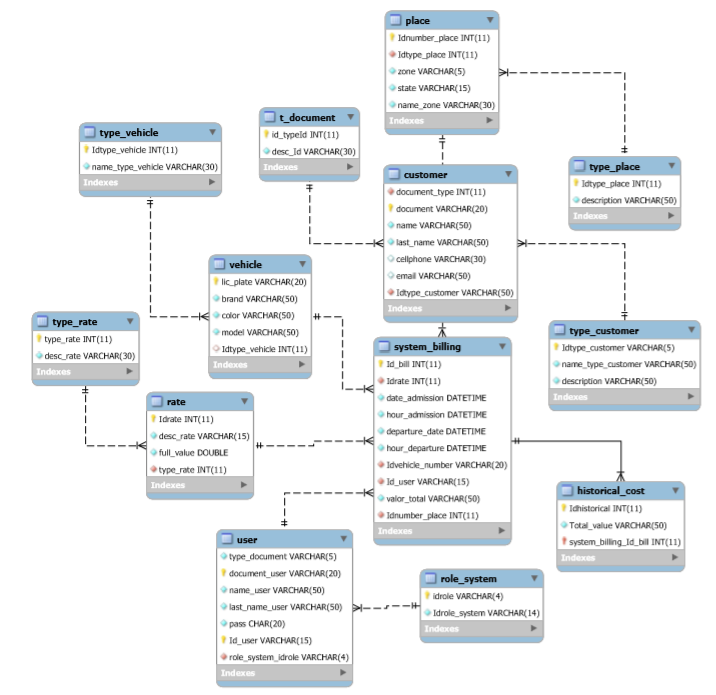 place
Idnumber_place INT(11)
Idtype_place INT(11)
zone VARCHAR(5)
state VARCHAR(15)
name_zone VARCHAR(30)
Indexes
t_document
id_typeId INT(11)
desc_Id VARCHAR(30)
Indexes
type_vehicle
Idtype_vehicle INT(11)
name_type_vehicle VARCHAR(30)
Indexes
type_place
Idtype_place INT(11)
description VARCHAR(50)
Indexes
customer
document_type INT(11)
document VARCHAR(20)
name VARCHAR(50)
last_name VARCHAR(50)
cellphone VARCHAR(30)
email VARCHAR(50)
Idtype_customer VARCHAR(50)
Indexes
vehicle
lic_plate VARCHAR(20)
brand VARCHAR(50)
color VARCHAR(50)
model VARCHAR(50)
Idtype_vehicle INT(11)
Indexes
type_rate
type_rate INT(11)
desc_rate VARCHAR(30)
Indexes
type_customer
Idtype_customer VARCHAR(5)
name_type_customer VARCHAR(50)
description VARCHAR(50)
Indexes
system_billing
Id_bill INT(11)
Idrate INT(11)
date_admission DATETIME
hour_admission DATETIME
departure_date DATETIME
hour_departure DATETIME
Idvehicle_number VARCHAR(20)
Id_user VARCHAR(15)
valor_total VARCHAR(50)
Idnumber_place INT(11)
Indexes
rate
Idrate INT(11)
desc_rate VARCHAR(15)
full_value DOUBLE
type_rate INT(11)
Indexes
historical_cost
Idhistorical INT(11)
Total_value VARCHAR(50)
system_billing_Id_bill INT(11)
Indexes
user
type_document VARCHAR(5)
document_user VARCHAR(20)
name_user VARCHAR(50)
last_name_user VARCHAR(50)
pass CHAR(20)
Id_user VARCHAR(15)
role_system_idrole VARCHAR(4)
Indexes
role_system
idrole VARCHAR(4)
Idrole_system VARCHAR(14)
Indexes